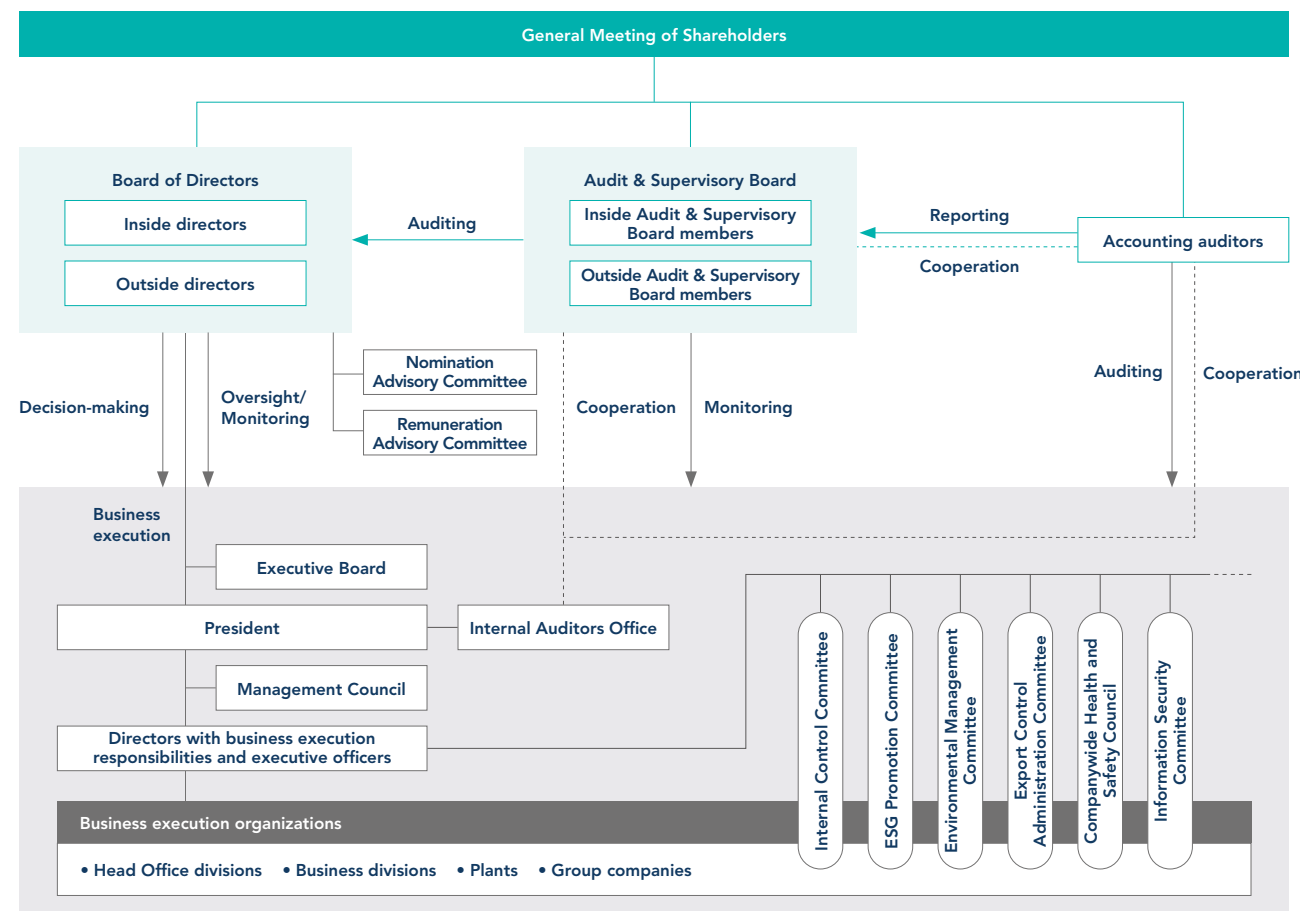 General Meeting of Shareholders
Board of Directors
Inside directors
Outside directors
Auditing
Audit & Supervisory Board
Inside Audit & Supervisory
Board members
Outside Audit & Supervisory
Board members
Reporting
Cooperation
Accounting auditors
Decision-making
Oversight/
Monitoring
Nomination
Advisory Committee
Remuneration
Advisory Committee
Cooperation
Monitoring
Auditing
Cooperation
Business
execution
Executive Board
President
Internal Auditors Office
Management Council
Directors with business execution
responsibilities and executive officers
Internal Control Committee
ESG Promotion Committee
Environmental Management
Committee
Export Control
Administration Committee
Companywide Health and
Safety Council
Information Security
Committee
Business execution organizations
• Head Office divisions • Business divisions • Plants • Group companies